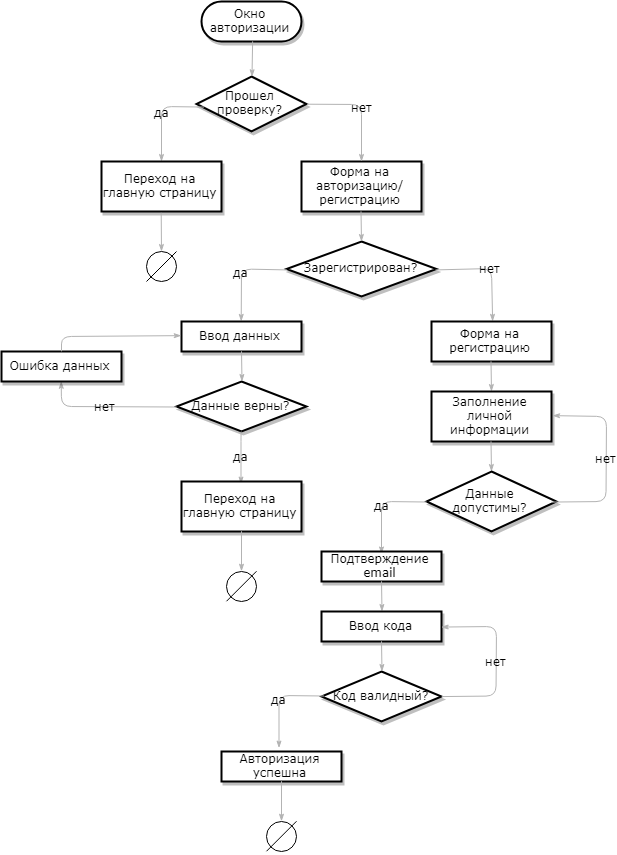 Окно
авторизации
Прошел
проверку?
да
нет
Переход на
главную страницу
Форма на
авторизацию/
регистрацию
Зарегистрирован?
да
нет
Ввод данных
Форма на
регистрацию
Ошибка данных
Данные верны?
нет
Заполнение
личной
информации
да
нет
Переход на
главную страницу
Данные
допустимы?
да
Подтверждение
email
Ввод кода
нет
Код валидный?
да
Авторизация
успешна